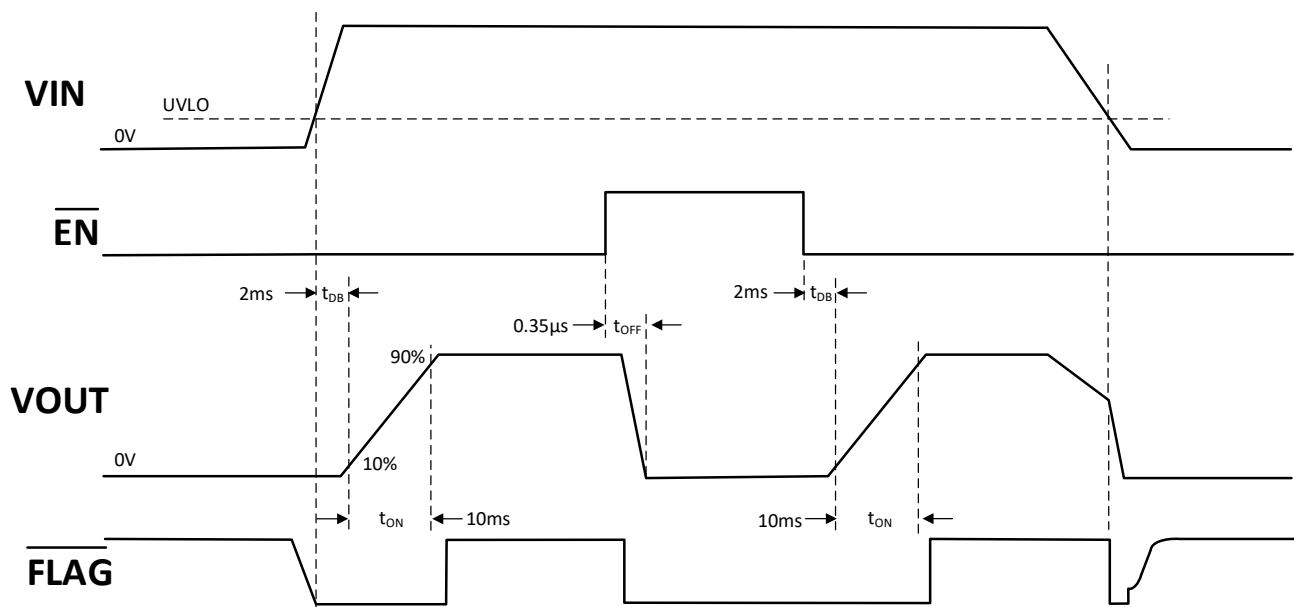 VIN
UVLO
0V
EN
2ms
tDB
2ms
tDB
0.35µs
tOFF
90%
VOUT
0V
10%
tON
10ms
10ms
tON
FLAG